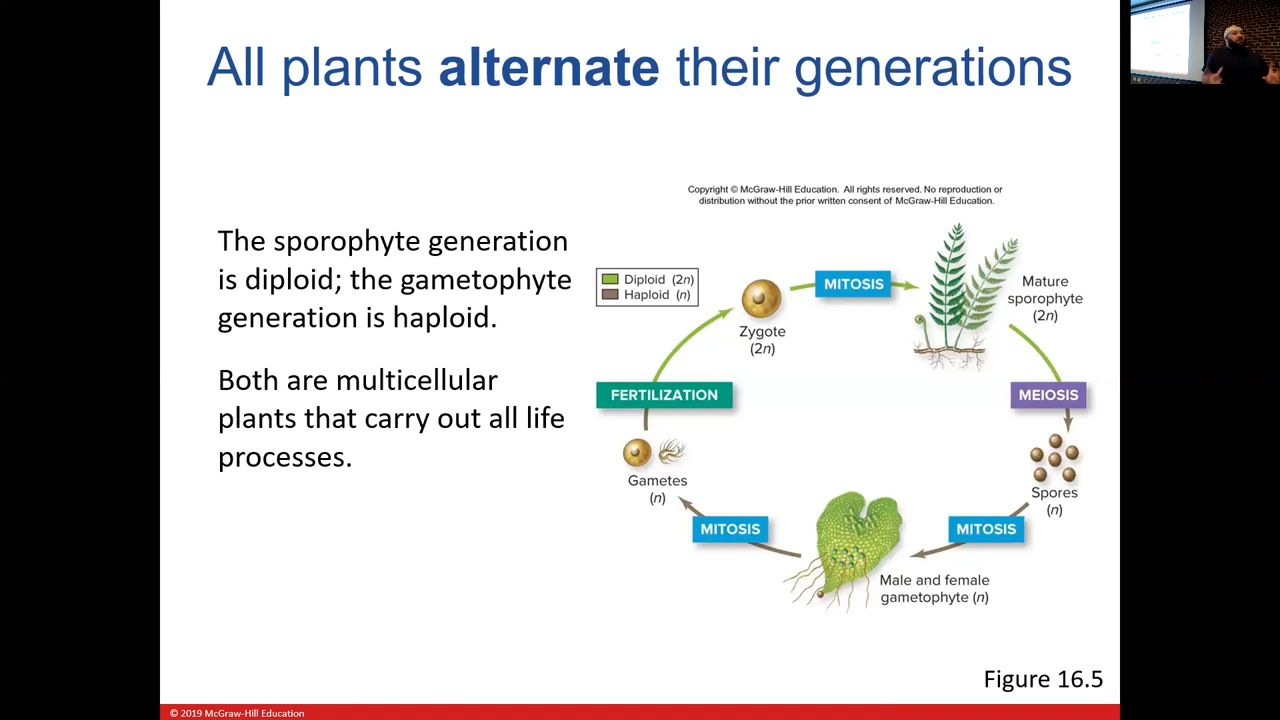 All plants alternate their generations
Copyright © McGraw-Hill Education. All rights reserved. No reproduction or
distribution without the prior written consent of McGraw-Hill Education.
The sporophyte generation
is diploid; the gametophyte
generation is haploid.
Both are multicellular
plants that carry out all life
processes.
Diploid (2n)
Haploid (n)
Zygote
(2n)
MITOSIS
Mature
sporophyte
(2n)
MEIOSIS
Spores
(n)
MITOSIS
Male and female
gametophyte (n)
MITOSIS
Gametes
(n)
FERTILIZATION
Figure 16.5
© 2019 McGraw-Hill Education